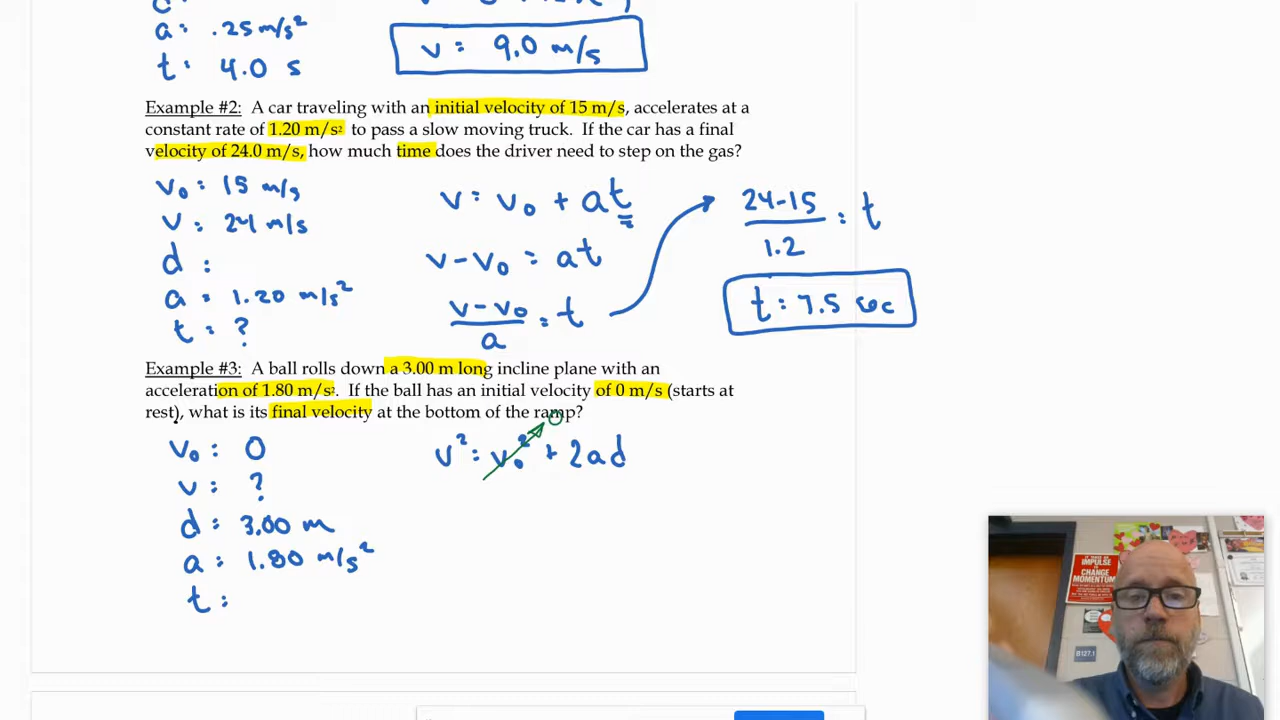 a: .25 m/s²
v: 9.0 m/s
t: 4.0 s
Example #2: A car traveling with an initial velocity of 15 m/s, accelerates at a
constant rate of 1.20 m/s² to pass a slow moving truck. If the car has a final
velocity of 24.0 m/s, how much time does the driver need to step on the gas?
v₀: 15 m/s
v: 24 m/s
d:
a: 1.20 m/s²
t: ?
v = v₀ + at
v-v₀ = at
v-v₀/a = t
24-15/1.2 = t
t: 7.5 sec
Example #3: A ball rolls down a 3.00 m long incline plane with an
acceleration of 1.80 m/s². If the ball has an initial velocity of 0 m/s (starts at
rest), what is its final velocity at the bottom of the ramp?
v₀: 0
v: ?
d: 3.00 m
a: 1.80 m/s²
t:
v² = v₀² + 2ad
0
IMPULSE
CHANGE
MOMENTUM
B127.1